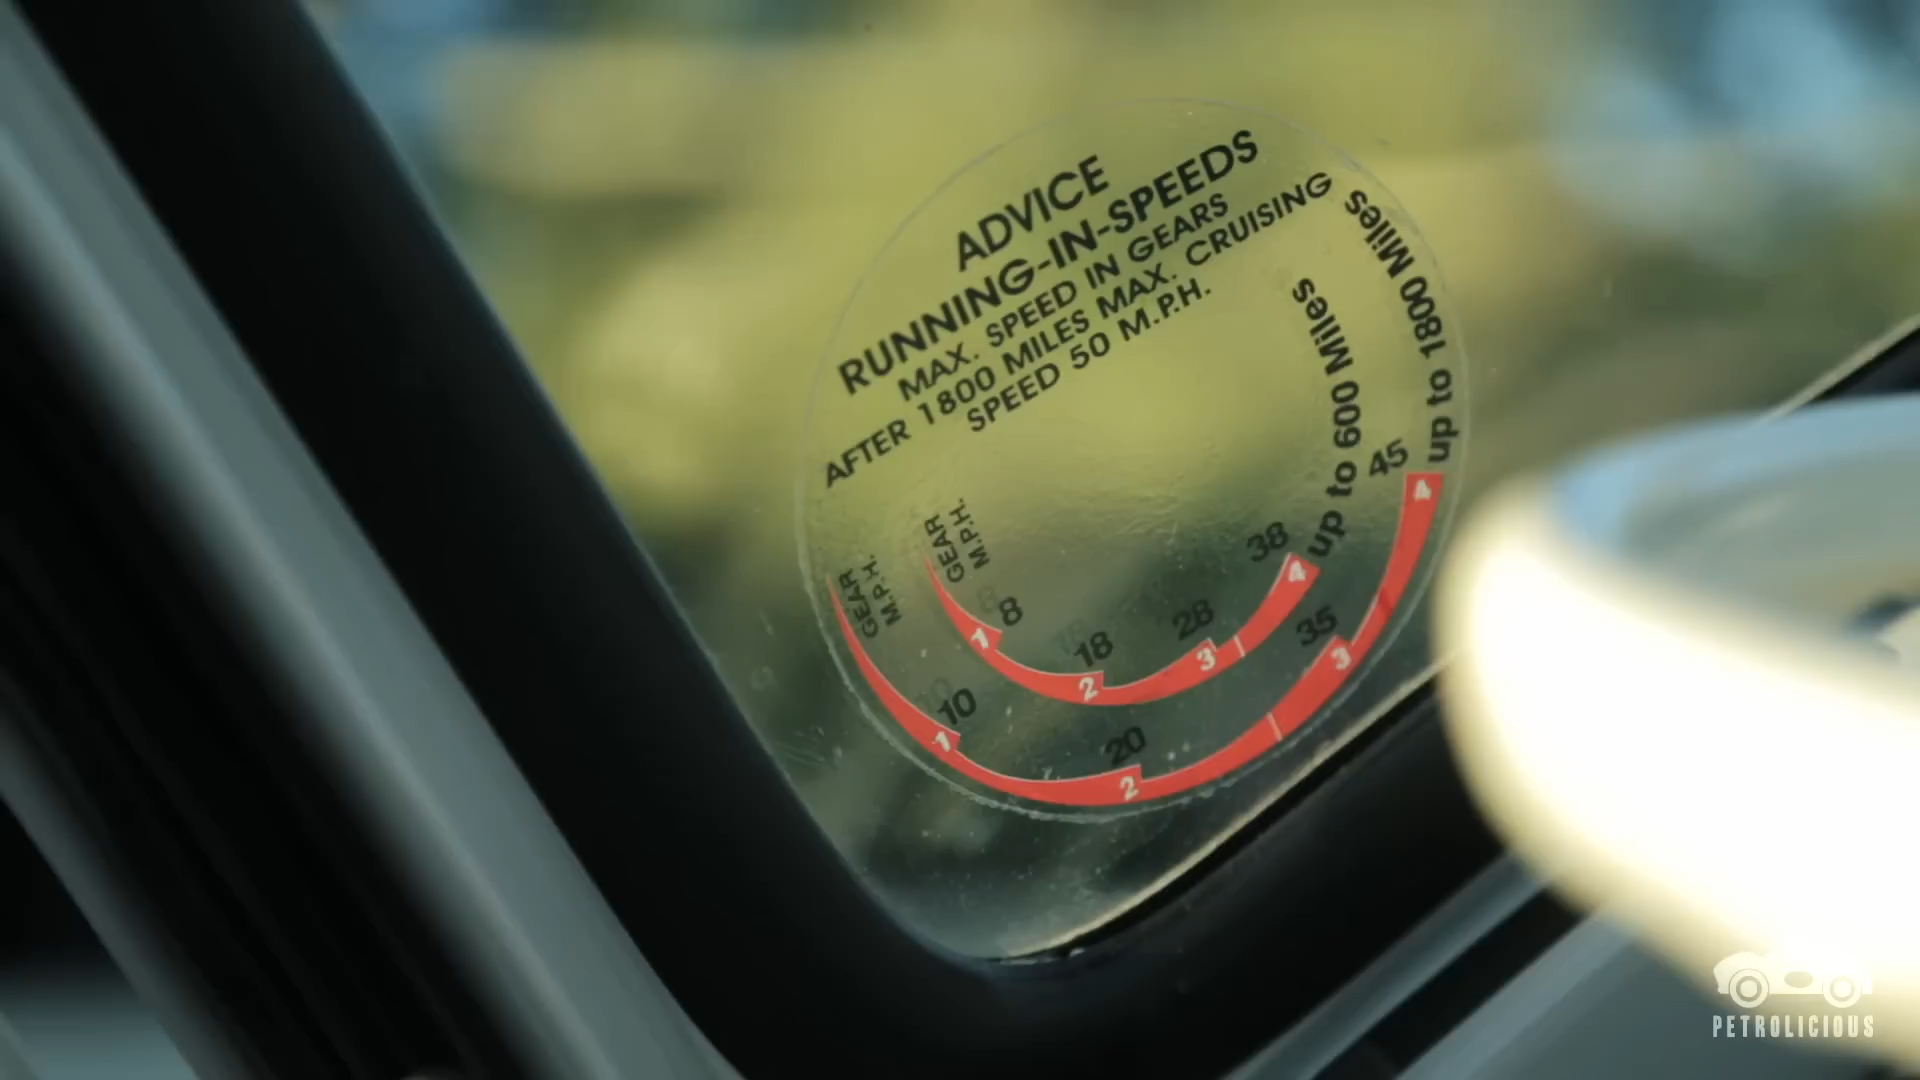 ADVICE
RUNNING-IN-SPEEDS
MAX. SPEED IN GEARS
AFTER 1800 MILES MAX. CRUISING
SPEED 50 M.P.H.
up to 1800 Miles
up to 600 Miles
GEAR
M.P.H.
8 18 28 38
1 2 3 4
GEAR
M.P.H.
10 20 35 45
1 2 3 4
PETROLICIOUS